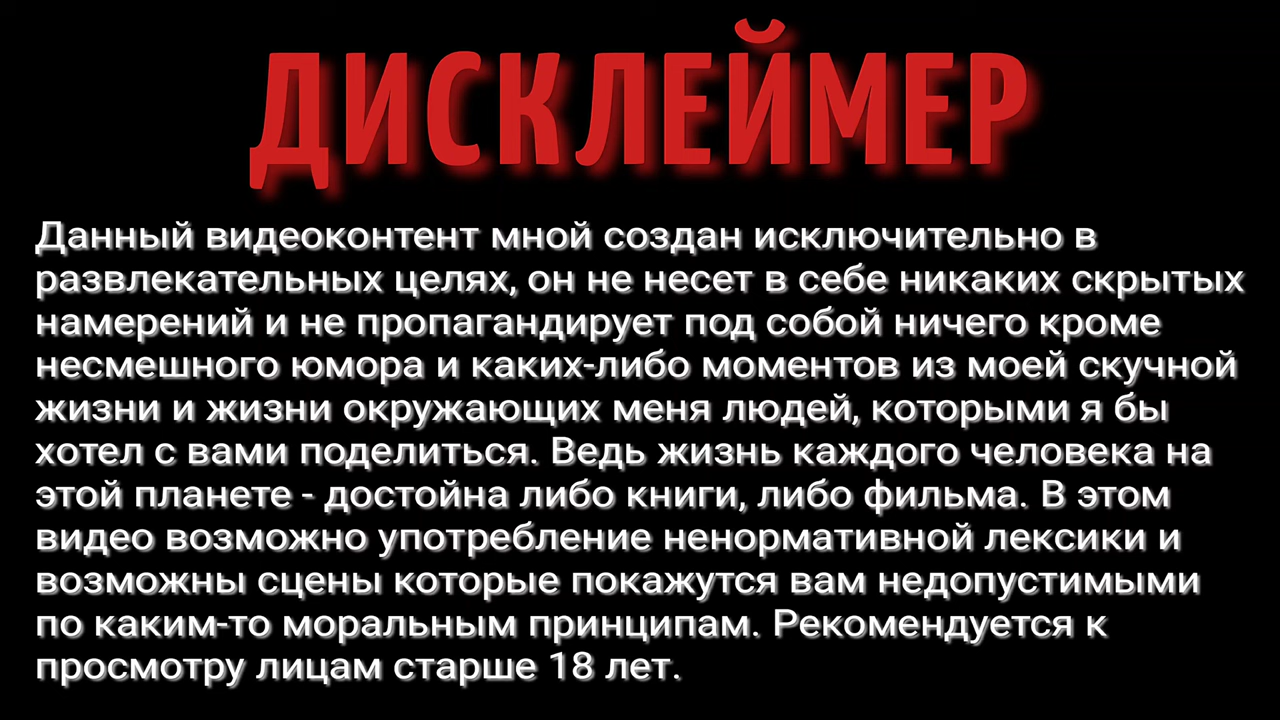 ДИСКЛЕЙМЕР
Данный видеоконтент мной создан исключительно в
развлекательных целях, он не несет в себе никаких скрытых
намерений и не пропагандирует под собой ничего кроме
несмешного юмора и каких-либо моментов из моей скучной
жизни и жизни окружающих меня людей, которыми я бы
хотел с вами поделиться. Ведь жизнь каждого человека на
этой планете - достойна либо книги, либо фильма. В этом
видео возможно употребление ненормативной лексики и
возможны сцены которые покажутся вам недопустимыми
по каким-то моральным принципам. Рекомендуется к
просмотру лицам старше 18 лет.